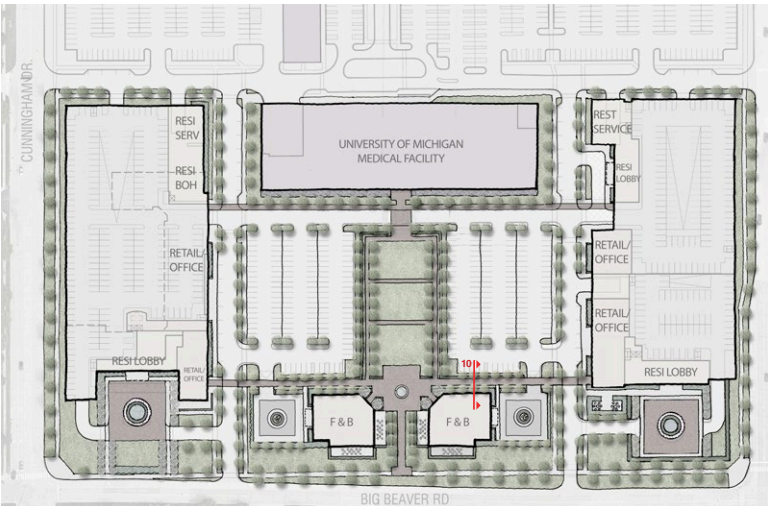 CUNNINGHAM DR.
RESI
SERV
RESI
BOH
RETAIL/
OFFICE
RESI LOBBY
RETAIL/
OFFICE
UNIVERSITY OF MICHIGAN
MEDICAL FACILITY
REST
SERVICE
RESI
LOBBY
RETAIL/
OFFICE
RETAIL/
OFFICE
RESI LOBBY
10
F & B
F & B
BIG BEAVER RD